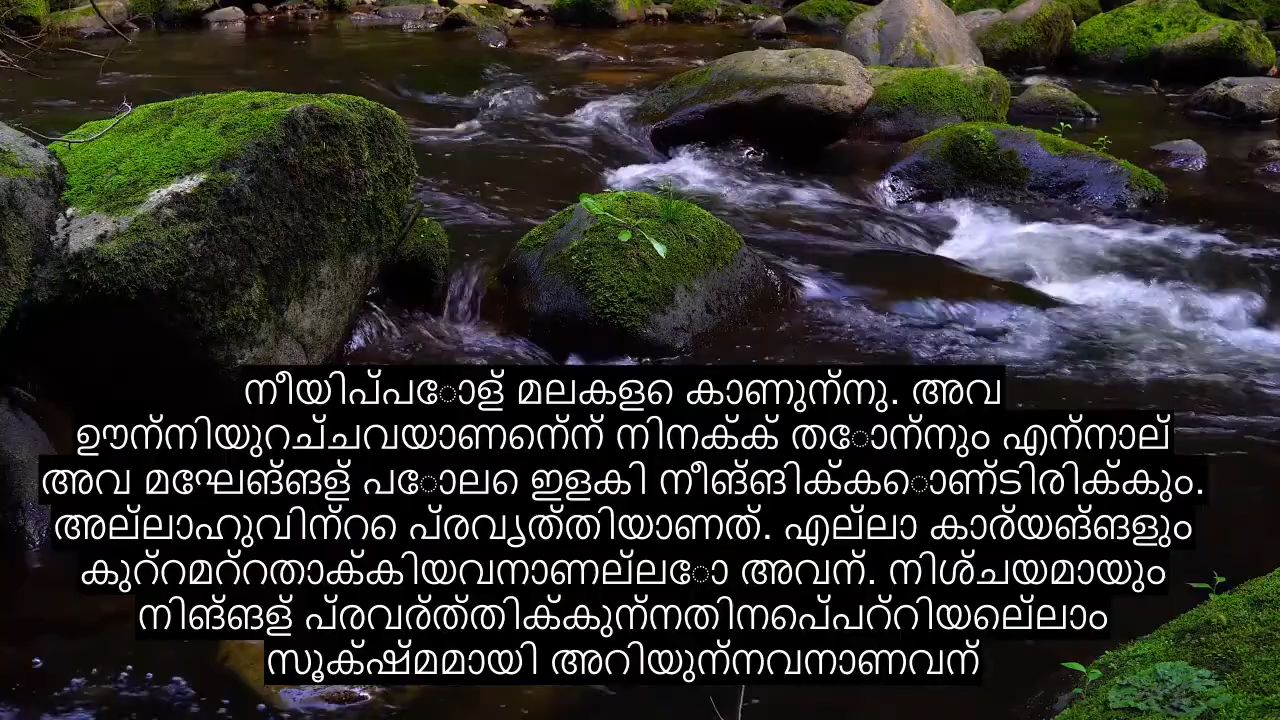 നീയിപ്പോള് മലകളെ കാണുന്നു. അവ
ഊന്നിയുറച്ചവയാണെന്ന് നിനക്ക് തോന്നും എന്നാല്
അവ മേഘങ്ങള് പോലെ ഇളകി നീങ്ങിക്കൊണ്ടിരിക്കും.
അല്ലാഹുവിന്റെ പ്രവൃത്തിയാണത്. എല്ലാ കാര്യങ്ങളും
കുറ്റമറ്റതാക്കിയവനാണല്ലോ അവന്. നിശ്ചയമായും
നിങ്ങള് പ്രവര്ത്തിക്കുന്നതിനെപ്പറ്റിയെല്ലാം
സൂക്ഷ്മമായി അറിയുന്നവനാണവന്